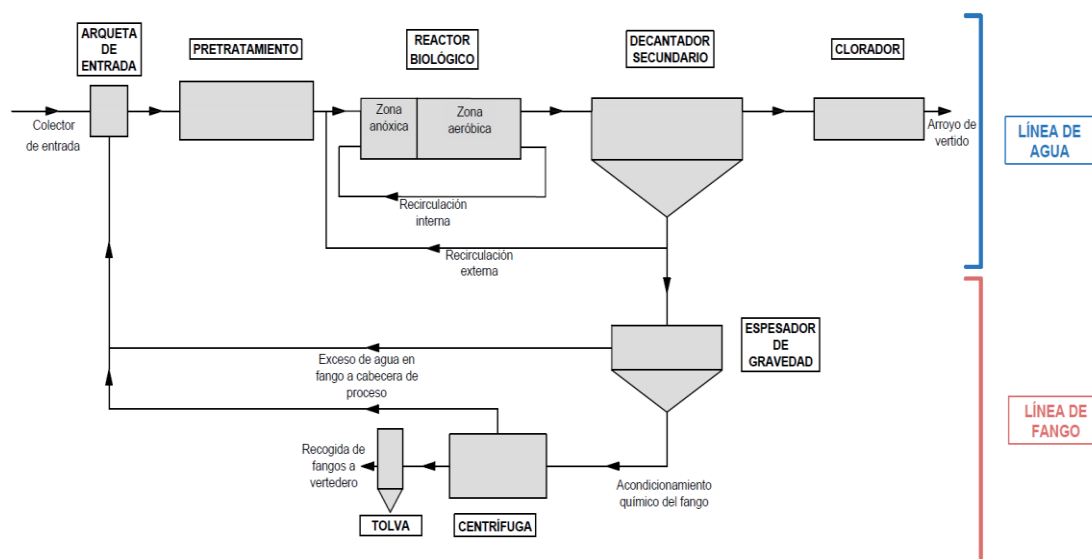 ARQUETA
DE
ENTRADA
PRETRATAMIENTO
REACTOR
BIOLÓGICO
DECANTADOR
SECUNDARIO
CLORADOR
Colector
de entrada
Zona
anóxica
Zona
aeróbica
Arroyo de
vertido
LÍNEA DE
AGUA
Recirculación
interna
Recirculación
externa
ESPESADOR
DE
GRAVEDAD
Exceso de agua en
fango a cabecera de
proceso
LÍNEA DE
FANGO
Recogida de
fangos a
vertedero
Acondicionamiento
químico del fango
TOLVA
CENTRÍFUGA